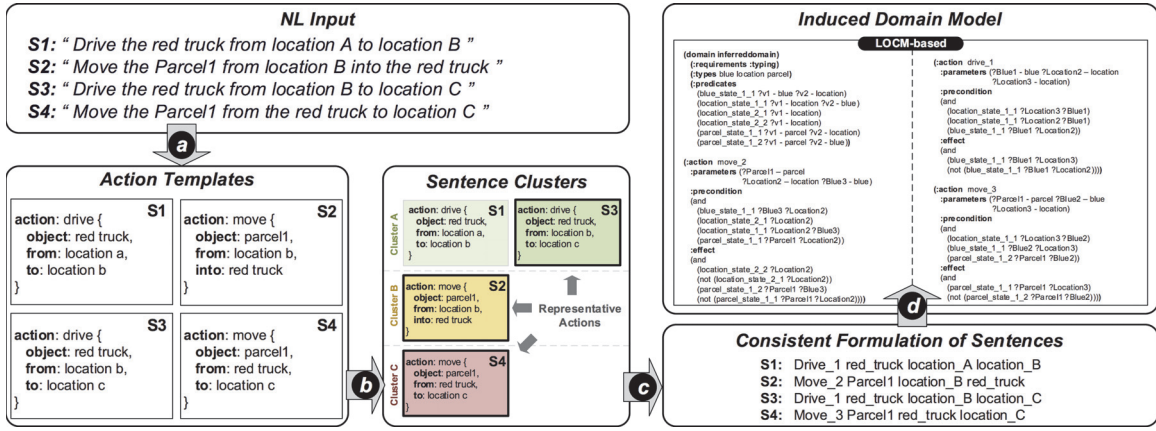 NL Input
S1: “ Drive the red truck from location A to location B ”
S2: “ Move the Parcel1 from location B into the red truck ”
S3: “ Drive the red truck from location B to location C ”
S4: “ Move the Parcel1 from the red truck to location C ”
a
Action Templates
S1
action: drive {
object: red truck,
from: location a,
to: location b
}
S2
action: move {
object: parcel1,
from: location b,
into: red truck
}
S3
action: drive {
object: red truck,
from: location b,
to: location c
}
S4
action: move {
object: parcel1,
from: red truck,
to: location c
}
b
Sentence Clusters
Cluster A
S1
action: drive {
object: red truck,
from: location a,
to: location b
}
S3
action: drive {
object: red truck,
from: location b,
to: location c
}
Cluster B
S2
action: move {
object: parcel1,
from: location b,
into: red truck
}
Representative
Actions
Cluster C
S4
action: move {
object: parcel1,
from: red truck,
to: location c
}
c
Consistent Formulation of Sentences
S1: Drive_1 red_truck location_A location_B
S2: Move_2 Parcel1 location_B red_truck
S3: Drive_1 red_truck location_B location_C
S4: Move_3 Parcel1 red_truck location_C
d
Induced Domain Model
LOCM-based
(domain inferreddomain)
(:requirements :typing)
(:types blue location parcel)
(:predicates
(blue_state_1_1 ?v1 - blue ?v2 - location)
(location_state_1_1 ?v1 - location ?v2 - blue)
(location_state_2_1 ?v1 - location)
(location_state_2_2 ?v1 - location)
(parcel_state_1_1 ?v1 - parcel ?v2 - location)
(parcel_state_1_2 ?v1 - parcel ?v2 - blue))
(:action move_2
:parameters (?Parcel1 – parcel
?Location2 – location ?Blue3 - blue)
:precondition
(and
(blue_state_1_1 ?Blue3 ?Location2)
(location_state_2_1 ?Location2)
(location_state_1_1 ?Location2 ?Blue3)
(parcel_state_1_1 ?Parcel1 ?Location2))
:effect
(and
(location_state_2_2 ?Location2)
(not (location_state_2_1 ?Location2))
(parcel_state_1_2 ?Parcel1 ?Blue3)
(not (parcel_state_1_1 ?Parcel1 ?Location2))))
(:action drive_1
:parameters (?Blue1 - blue ?Location2 – location
?Location3 - location)
:precondition
(and
(location_state_1_1 ?Location3 ?Blue1)
(location_state_1_1 ?Location2 ?Blue1)
(blue_state_1_1 ?Blue1 ?Location2))
:effect
(and
(blue_state_1_1 ?Blue1 ?Location3)
(not (blue_state_1_1 ?Blue1 ?Location2))))
(:action move_3
:parameters (?Parcel1 - parcel ?Blue2 – blue
?Location3 - location)
:precondition
(and
(location_state_1_1 ?Location3 ?Blue2)
(blue_state_1_1 ?Blue2 ?Location3)
(parcel_state_1_2 ?Parcel1 ?Blue2))
:effect
(and
(parcel_state_1_1 ?Parcel1 ?Location3)
(not (parcel_state_1_2 ?Parcel1 ?Blue2))))